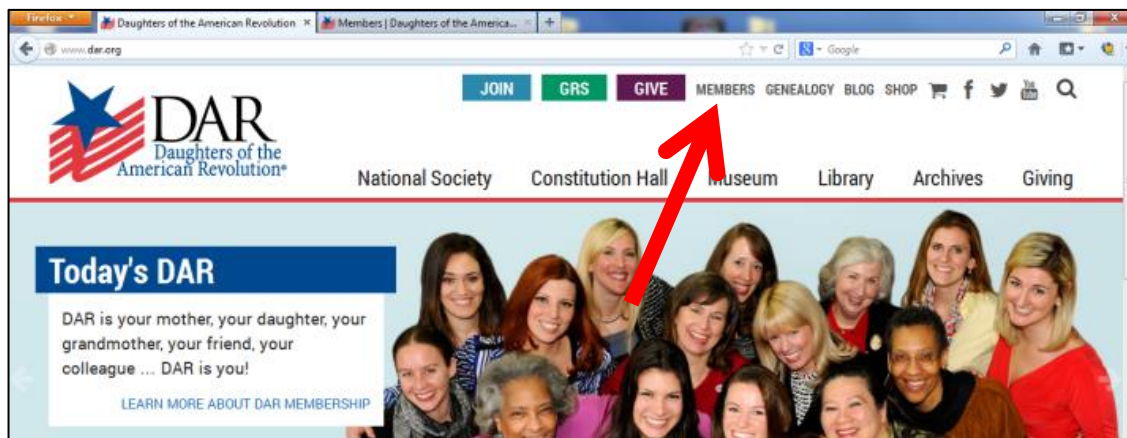 Firefox
Daughters of the American Revolution
Members | Daughters of the America...
www.dar.org
Google
JOIN
GRS
GIVE
MEMBERS
GENEALOGY
BLOG
SHOP
You
Tube
DAR
Daughters of the
American Revolution®
National Society
Constitution Hall
Museum
Library
Archives
Giving
Today's DAR
DAR is your mother, your daughter, your
grandmother, your friend, your
colleague ... DAR is you!
LEARN MORE ABOUT DAR MEMBERSHIP